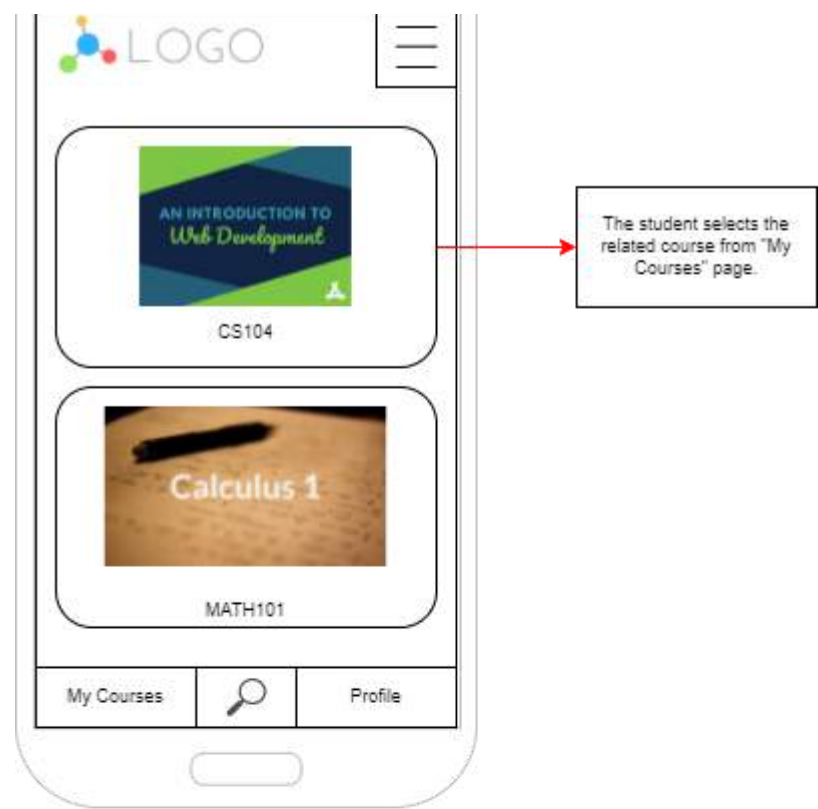 LOGO
AN INTRODUCTION TO
Web Development
CS104
The student selects the
related course from "My
Courses" page.
Calculus 1
MATH101
My Courses
Profile